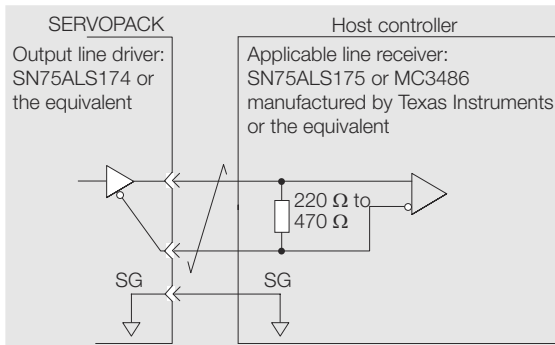 SERVOPACK
Host controller
Output line driver:
SN75ALS174 or
the equivalent
Applicable line receiver:
SN75ALS175 or MC3486
manufactured by Texas Instruments
or the equivalent
220 Ω to
470 Ω
SG
SG